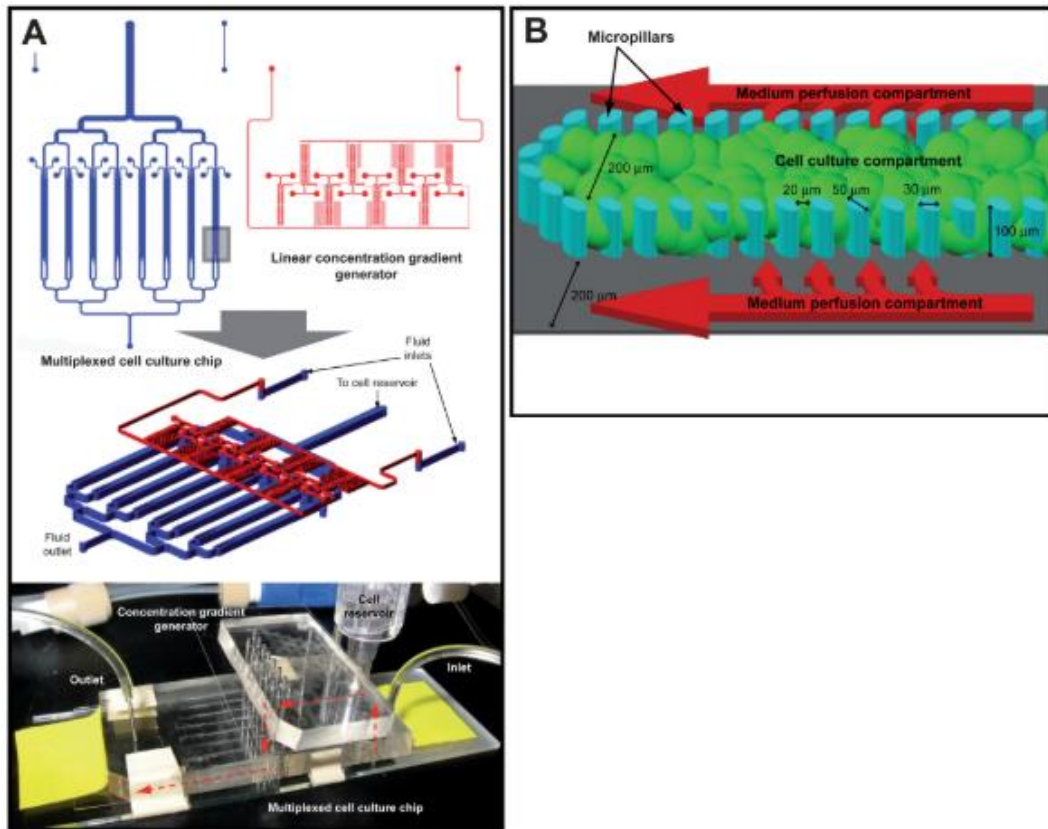 A
Linear concentration gradient
generator
Multiplexed cell culture chip
Fluid
inlets
To cell reservoir
Fluid
outlet
Concentration gradient
generator
Cell
reservoir
Outlet
Inlet
Multiplexed cell culture chip
B
Micropillars
Medium perfusion compartment
Cell culture compartment
200 µm
20 µm
50 µm
30 µm
100 µm
200 µm
Medium perfusion compartment